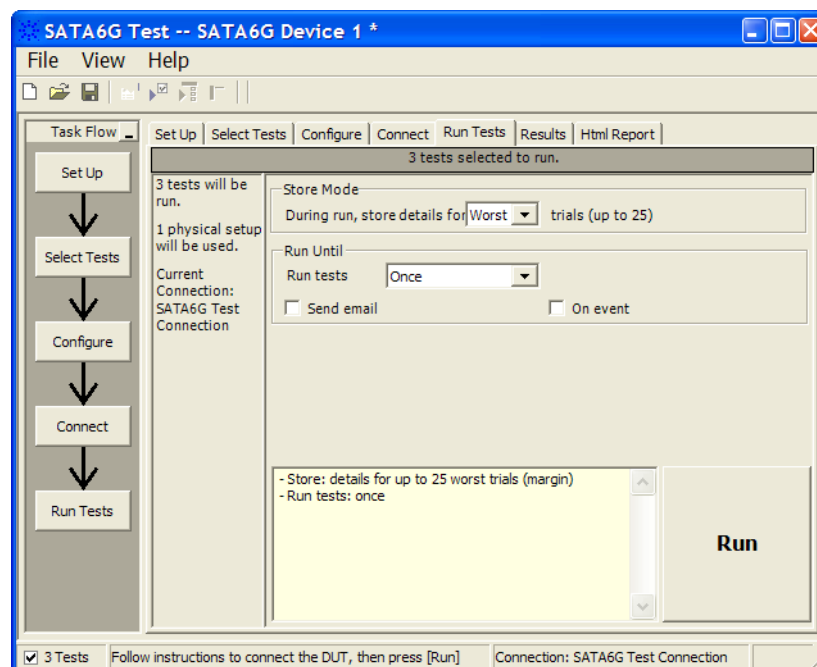 SATA6G Test -- SATA6G Device 1 *
File View Help
Task Flow
Set Up
Select Tests
Configure
Connect
Run Tests
Set Up Select Tests Configure Connect Run Tests Results Html Report
3 tests selected to run.
3 tests will be
run.
1 physical setup
will be used.
Current
Connection:
SATA6G Test
Connection
Store Mode
During run, store details for Worst trials (up to 25)
Run Until
Run tests Once
Send email On event
- Store: details for up to 25 worst trials (margin)
- Run tests: once
Run
3 Tests Follow instructions to connect the DUT, then press [Run] Connection: SATA6G Test Connection